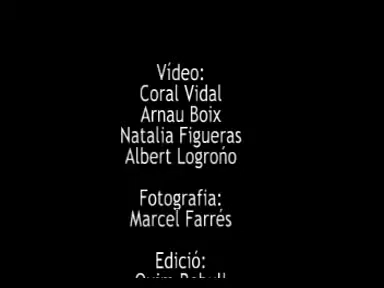 Vídeo:
Coral Vidal
Arnau Boix
Natalia Figueras
Albert Logroño
Fotografia:
Marcel Farrés
Edició: